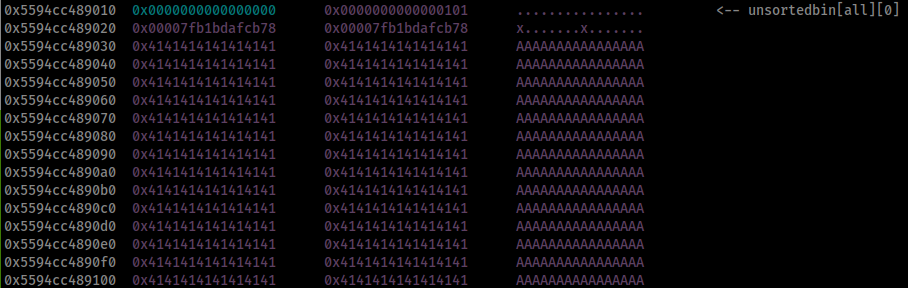 0x5594cc489010 0x0000000000000000 0x0000000000000101 ................ <-- unsortedbin[all][0]
0x5594cc489020 0x00007fb1bdafcb78 0x00007fb1bdafcb78 x.......x.......
0x5594cc489030 0x4141414141414141 0x4141414141414141 AAAAAAAAAAAAAAAA
0x5594cc489040 0x4141414141414141 0x4141414141414141 AAAAAAAAAAAAAAAA
0x5594cc489050 0x4141414141414141 0x4141414141414141 AAAAAAAAAAAAAAAA
0x5594cc489060 0x4141414141414141 0x4141414141414141 AAAAAAAAAAAAAAAA
0x5594cc489070 0x4141414141414141 0x4141414141414141 AAAAAAAAAAAAAAAA
0x5594cc489080 0x4141414141414141 0x4141414141414141 AAAAAAAAAAAAAAAA
0x5594cc489090 0x4141414141414141 0x4141414141414141 AAAAAAAAAAAAAAAA
0x5594cc4890a0 0x4141414141414141 0x4141414141414141 AAAAAAAAAAAAAAAA
0x5594cc4890b0 0x4141414141414141 0x4141414141414141 AAAAAAAAAAAAAAAA
0x5594cc4890c0 0x4141414141414141 0x4141414141414141 AAAAAAAAAAAAAAAA
0x5594cc4890d0 0x4141414141414141 0x4141414141414141 AAAAAAAAAAAAAAAA
0x5594cc4890e0 0x4141414141414141 0x4141414141414141 AAAAAAAAAAAAAAAA
0x5594cc4890f0 0x4141414141414141 0x4141414141414141 AAAAAAAAAAAAAAAA
0x5594cc489100 0x4141414141414141 0x4141414141414141 AAAAAAAAAAAAAAAA